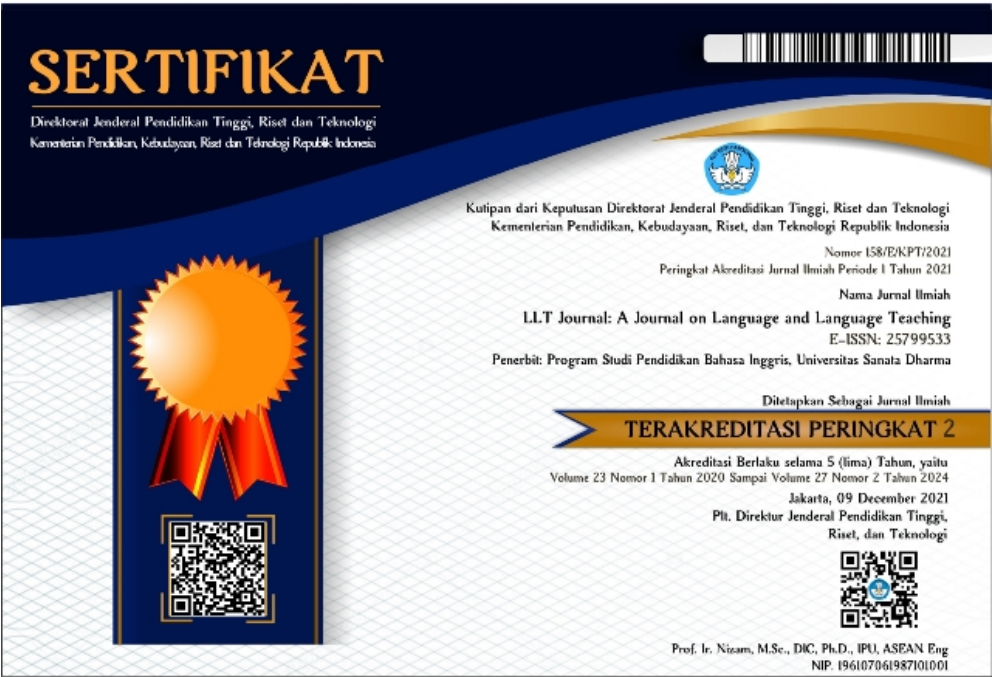 SERTIFIKAT
Direktorat Jenderal Pendidikan Tinggi, Riset dan Teknologi
Kementerian Pendidikan, Kebudayaan, Riset dan Teknologi Republik Indonesia
Kutipan dari Keputusan Direktorat Jenderal Pendidikan Tinggi, Riset dan Teknologi
Kementerian Pendidikan, Kebudayaan, Riset, dan Teknologi Republik Indonesia
Nomor 158/E/KPT/2021
Peringkat Akreditasi Jurnal Ilmiah Periode I Tahun 2021
Nama Jurnal Ilmiah
LLT Journal: A Journal on Language and Language Teaching
E-ISSN: 25799533
Penerbit: Program Studi Pendidikan Bahasa Inggris, Universitas Sanata Dharma
Ditetapkan Sebagai Jurnal Ilmiah
TERAKREDITASI PERINGKAT 2
Akreditasi Berlaku selama 5 (lima) Tahun, yaitu
Volume 23 Nomor 1 Tahun 2020 Sampai Volume 27 Nomor 2 Tahun 2024
Jakarta, 09 December 2021
Plt. Direktur Jenderal Pendidikan Tinggi,
Riset, dan Teknologi
Prof. Ir. Nizam, M.Sc., DIC, Ph.D., IPU, ASEAN Eng
NIP. 196107061987101001